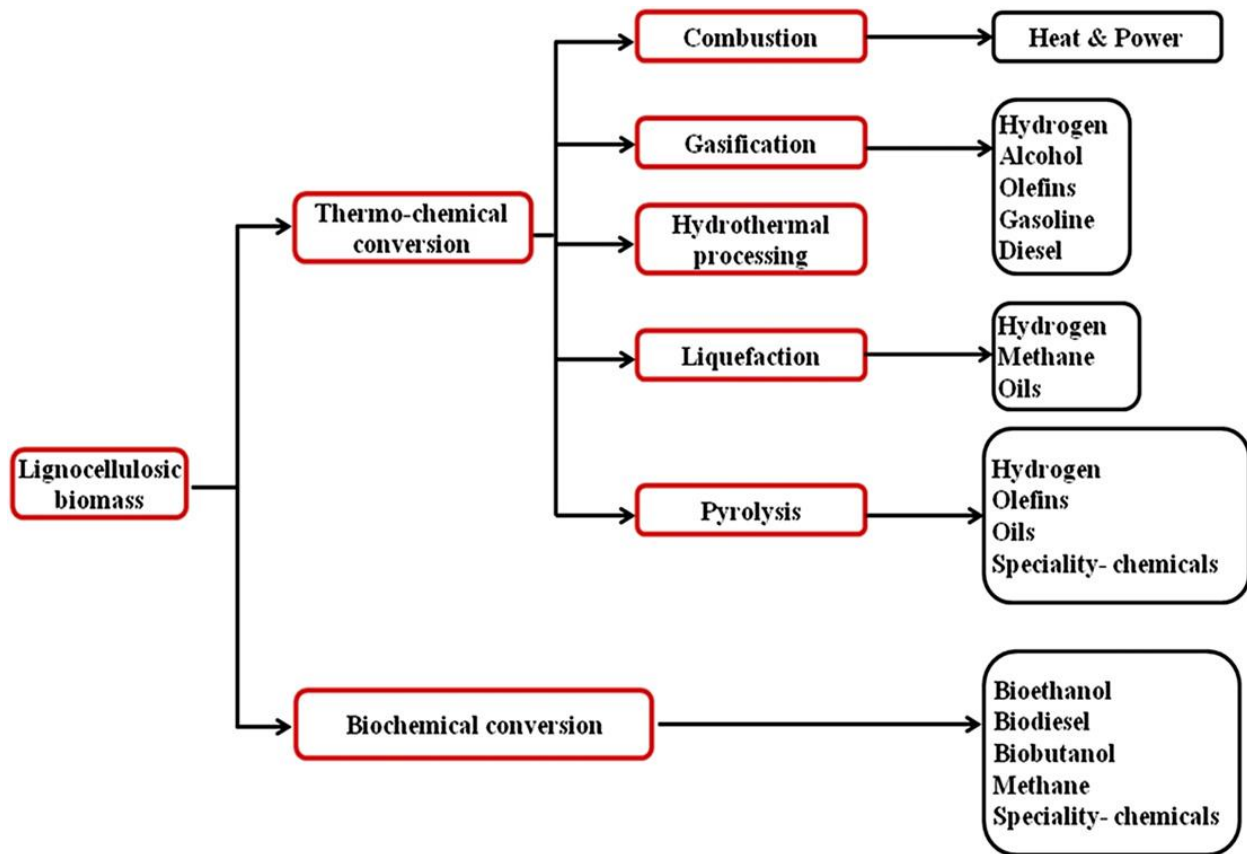 Combustion
Heat & Power
Gasification
Hydrogen
Alcohol
Olefins
Gasoline
Diesel
Thermo-chemical
conversion
Hydrothermal
processing
Liquefaction
Hydrogen
Methane
Oils
Lignocellulosic
biomass
Pyrolysis
Hydrogen
Olefins
Oils
Speciality- chemicals
Biochemical conversion
Bioethanol
Biodiesel
Biobutanol
Methane
Speciality- chemicals